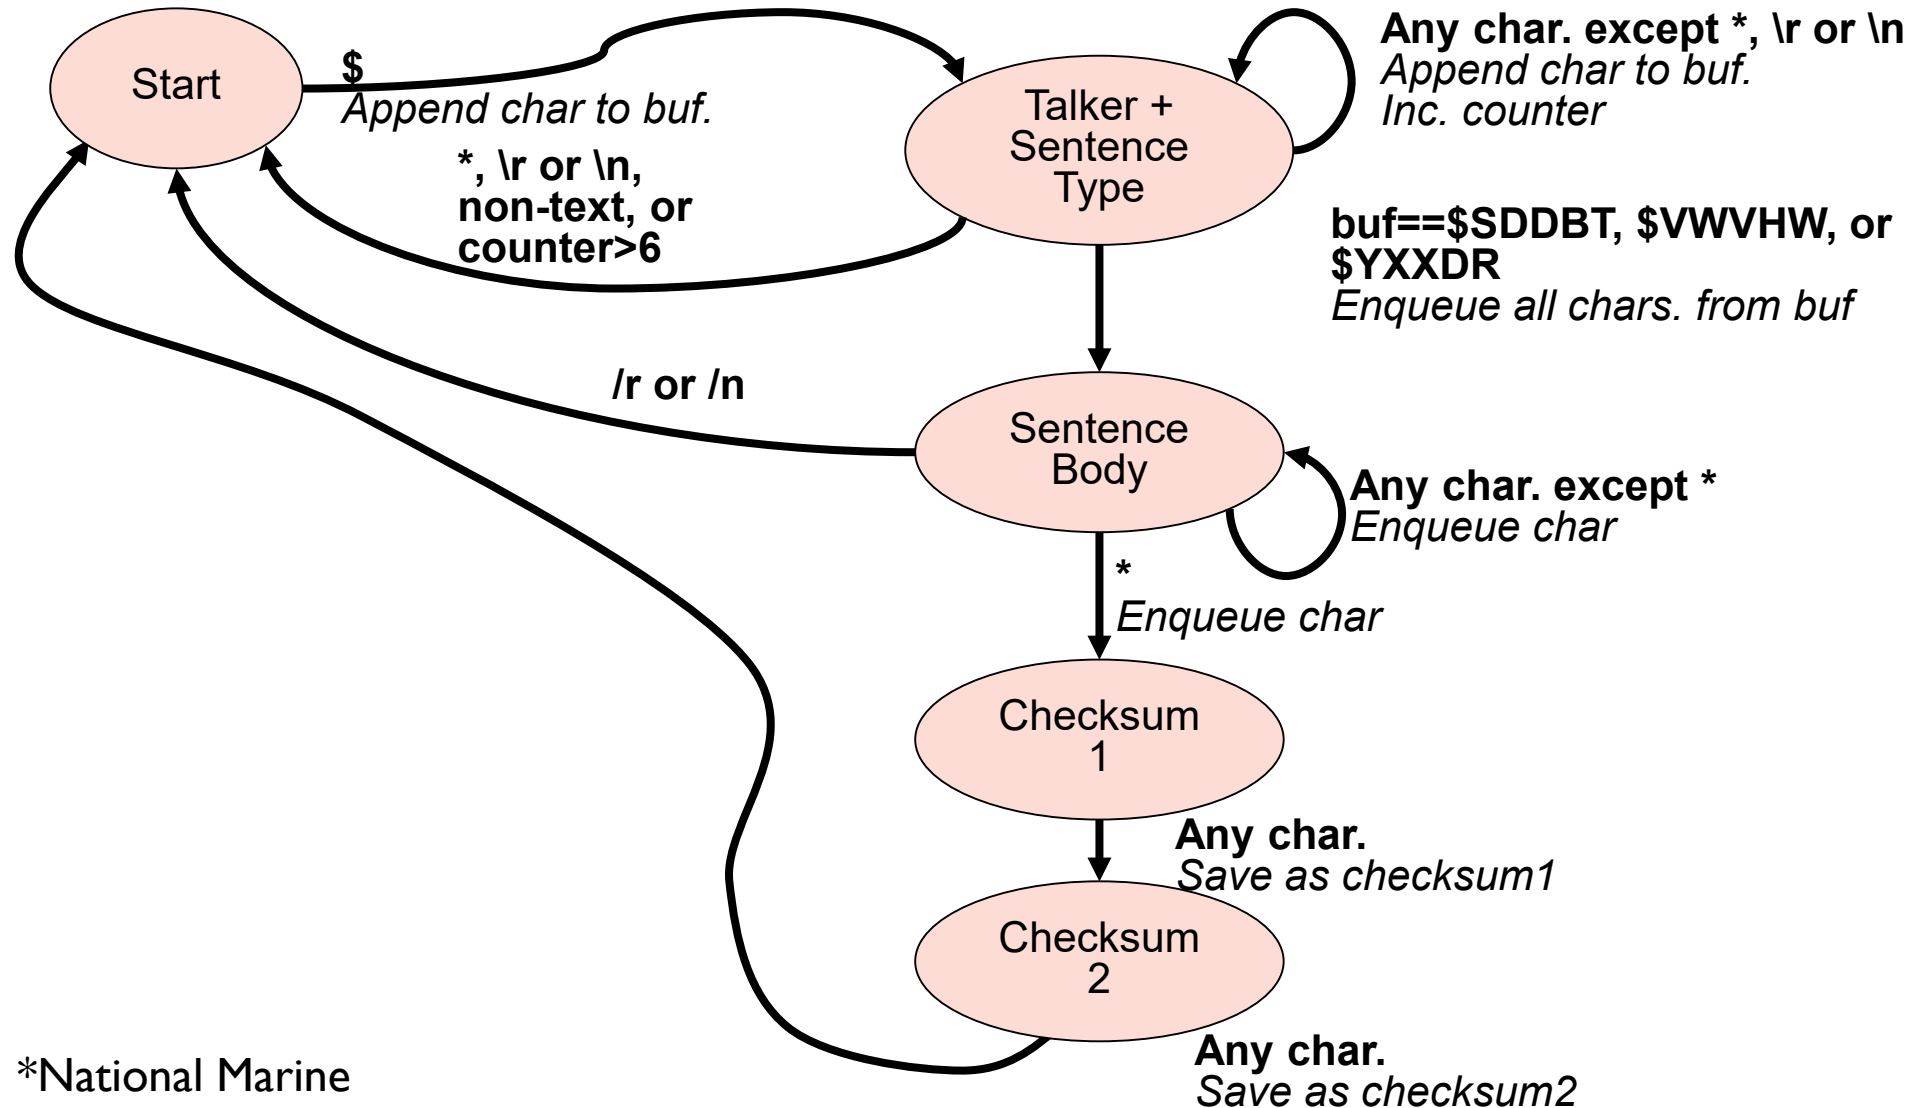 Start
$
Append char to buf.
Talker +
Sentence
Type
Any char. except *, \r or \n
Append char to buf.
Inc. counter
*, \r or \n,
non-text, or
counter>6
buf==$SDDBT, $VWVHW, or
$YXXDR
Enqueue all chars. from buf
/r or /n
Sentence
Body
Any char. except *
Enqueue char
*
Enqueue char
Checksum
1
Any char.
Save as checksum1
Checksum
2
Any char.
Save as checksum2
*National Marine